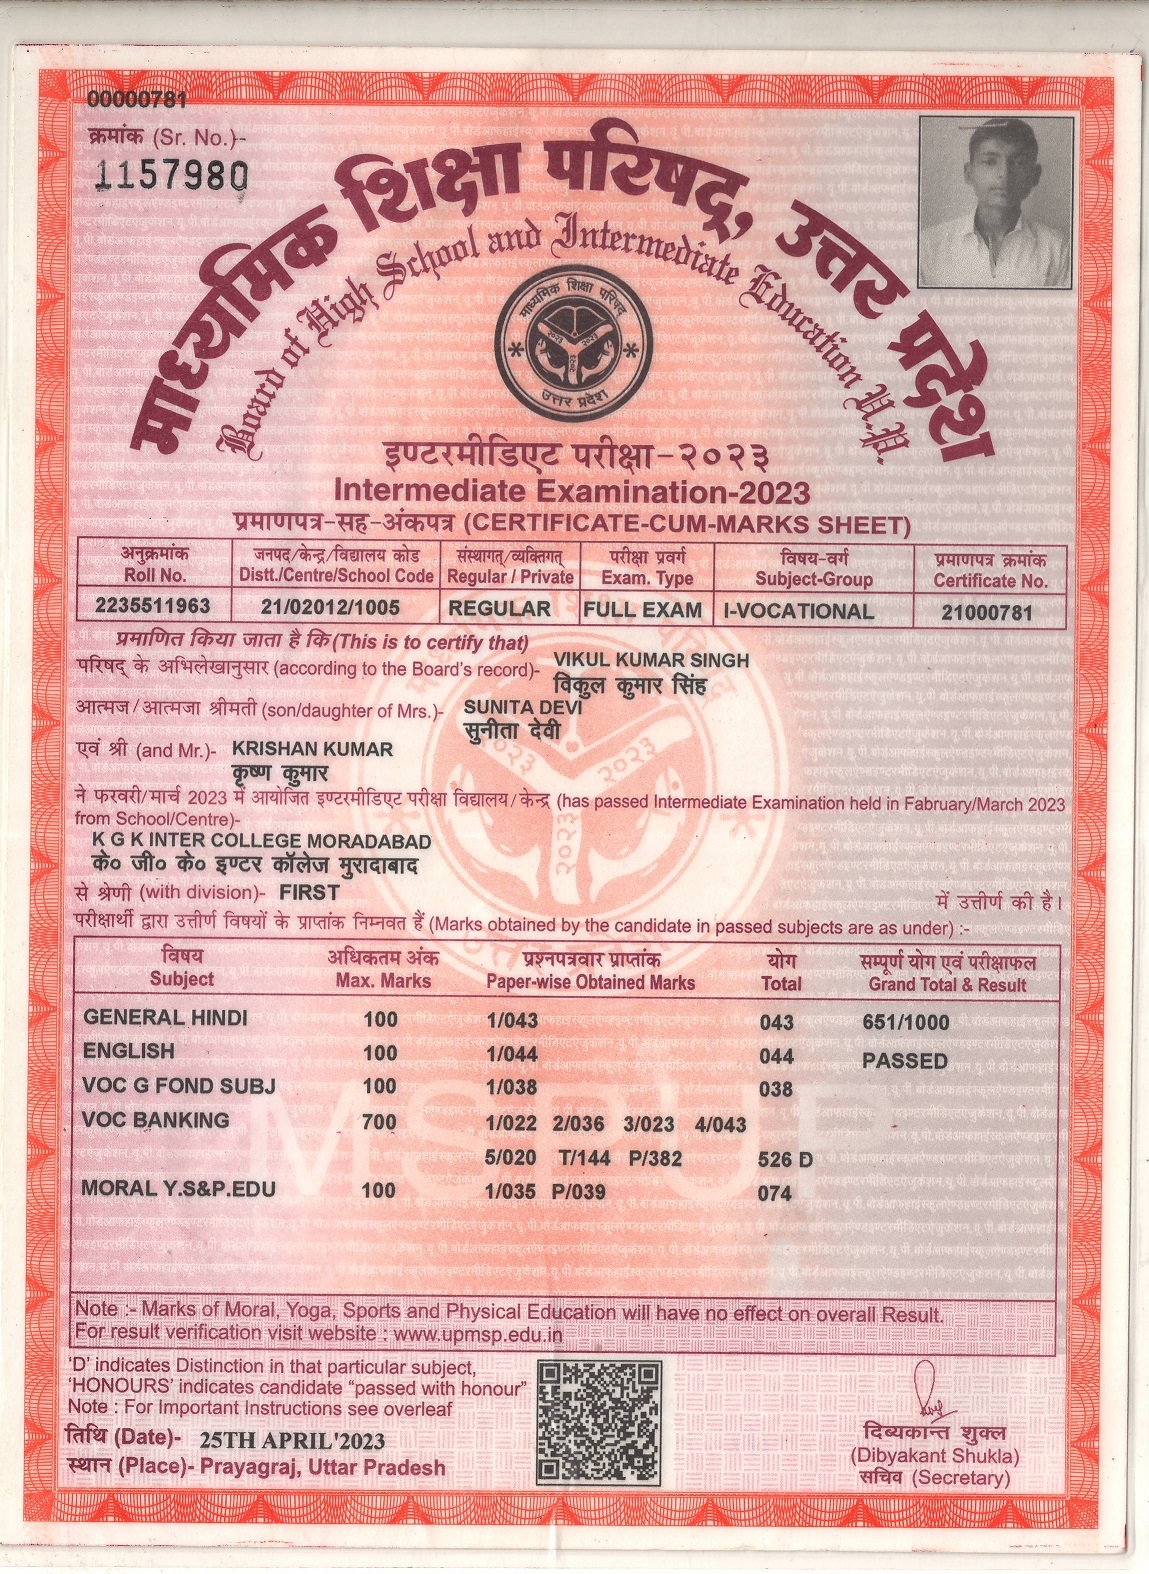 00000781
क्रमांक (Sr. No.)-
1157980
माध्यमिक शिक्षा परिषद्, उत्तर प्रदेश
Board of High School and Intermediate Education U.P.
माध्यमिक शिक्षा परिषद
२०२३ २०२३
२०२३
उत्तर प्रदेश
इण्टरमीडिएट परीक्षा-२०२३
Intermediate Examination-2023
प्रमाणपत्र-सह-अंकपत्र (CERTIFICATE-CUM-MARKS SHEET)
अनुक्रमांक जनपद/केन्द्र/विद्यालय कोड संस्थागत/व्यक्तिगत परीक्षा प्रवर्ग विषय-वर्ग प्रमाणपत्र क्रमांक
Roll No. Distt./Centre/School Code Regular / Private Exam. Type Subject-Group Certificate No.
2235511963 21/02012/1005 REGULAR FULL EXAM I-VOCATIONAL 21000781
प्रमाणित किया जाता है कि (This is to certify that)
परिषद् के अभिलेखानुसार (according to the Board's record)- VIKUL KUMAR SINGH
विकुल कुमार सिंह
आत्मज/आत्मजा श्रीमती (son/daughter of Mrs.)- SUNITA DEVI
सुनीता देवी
एवं श्री (and Mr.)- KRISHAN KUMAR
कृष्ण कुमार
ने फरवरी/मार्च 2023 में आयोजित इण्टरमीडिएट परीक्षा विद्यालय/केन्द्र (has passed Intermediate Examination held in Fabruary/March 2023
from School/Centre)-
K G K INTER COLLEGE MORADABAD
के० जी० के० इण्टर कॉलेज मुरादाबाद
से श्रेणी (with division)- FIRST में उत्तीर्ण की है।
परीक्षार्थी द्वारा उत्तीर्ण विषयों के प्राप्तांक निम्नवत हैं (Marks obtained by the candidate in passed subjects are as under) :-
विषय अधिकतम अंक प्रश्नपत्रवार प्राप्तांक योग सम्पूर्ण योग एवं परीक्षाफल
Subject Max. Marks Paper-wise Obtained Marks Total Grand Total & Result
GENERAL HINDI 100 1/043 043 651/1000
ENGLISH 100 1/044 044 PASSED
VOC G FOND SUBJ 100 1/038 038
VOC BANKING 700 1/022 2/036 3/023 4/043
5/020 T/144 P/382 526 D
MORAL Y.S&P.EDU 100 1/035 P/039 074
Note :- Marks of Moral, Yoga, Sports and Physical Education will have no effect on overall Result.
For result verification visit website : www.upmsp.edu.in
'D' indicates Distinction in that particular subject,
'HONOURS' indicates candidate "passed with honour"
Note : For Important Instructions see overleaf
तिथि (Date)- 25TH APRIL'2023
स्थान (Place)- Prayagraj, Uttar Pradesh
दिब्यकान्त शुक्ल
(Dibyakant Shukla)
सचिव (Secretary)